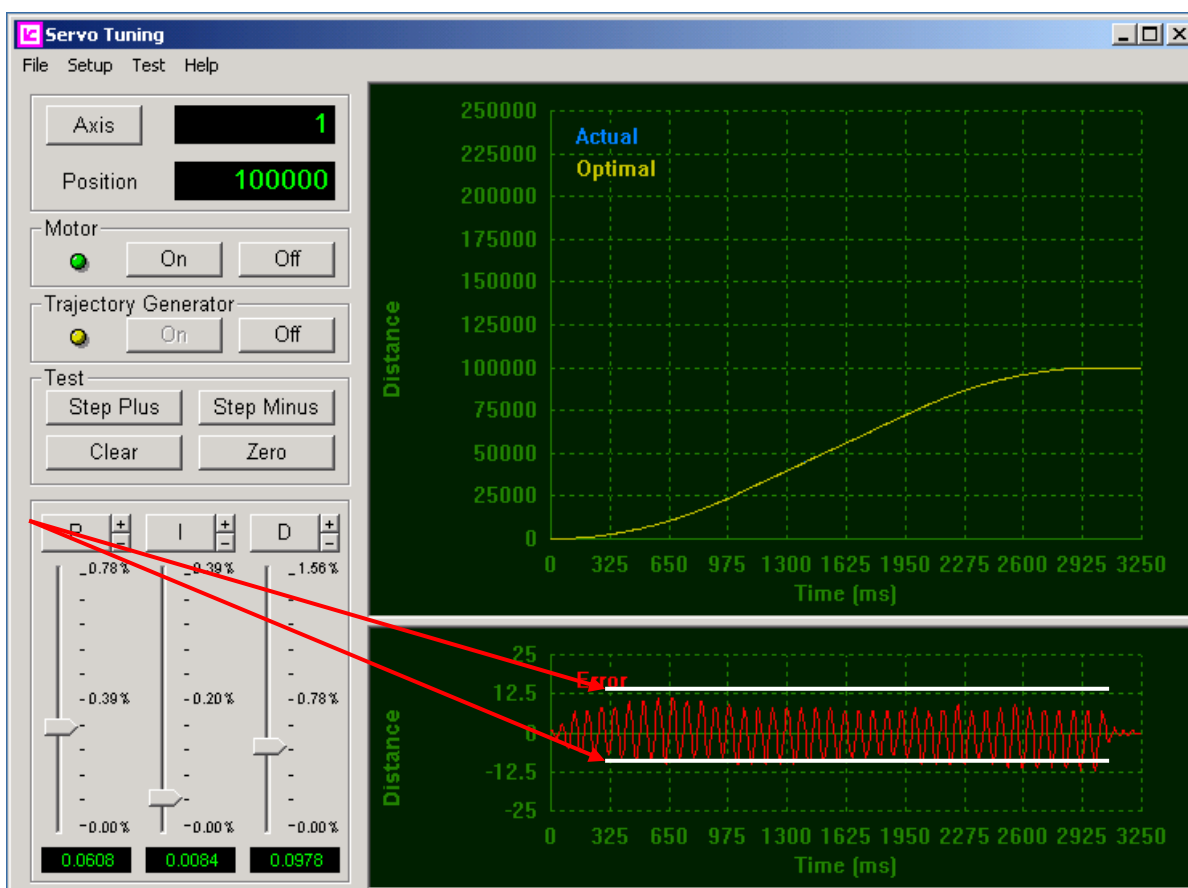 Servo Tuning
File Setup Test Help
Axis 1
Position 100000
Motor
On Off
Trajectory Generator
On Off
Test
Step Plus Step Minus
Clear Zero
P + - I + - D + -
0.78% 0.39% 1.56%
0.39% 0.20% 0.78%
0.00% 0.00% 0.00%
0.0608 0.0084 0.0978
Actual
Optimal
Distance
250000
225000
200000
175000
150000
125000
100000
75000
50000
25000
0
0 325 650 975 1300 1625 1950 2275 2600 2925 3250
Time (ms)
Error
Distance
25
12.5
0
-12.5
-25
0 325 650 975 1300 1625 1950 2275 2600 2925 3250
Time (ms)